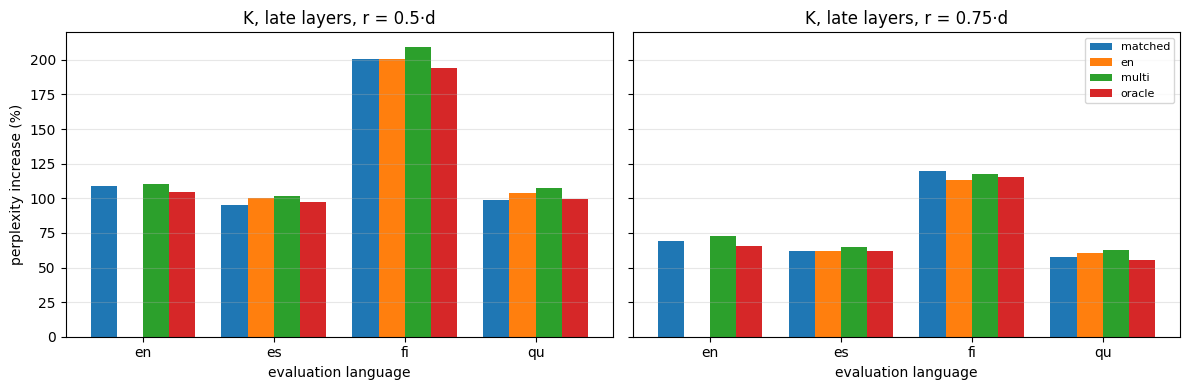 K, late layers, r = 0.5·d
perplexity increase (%)
200
175
150
125
100
75
50
25
0
en es fi qu
evaluation language
K, late layers, r = 0.75·d
matched
en
multi
oracle
en es fi qu
evaluation language